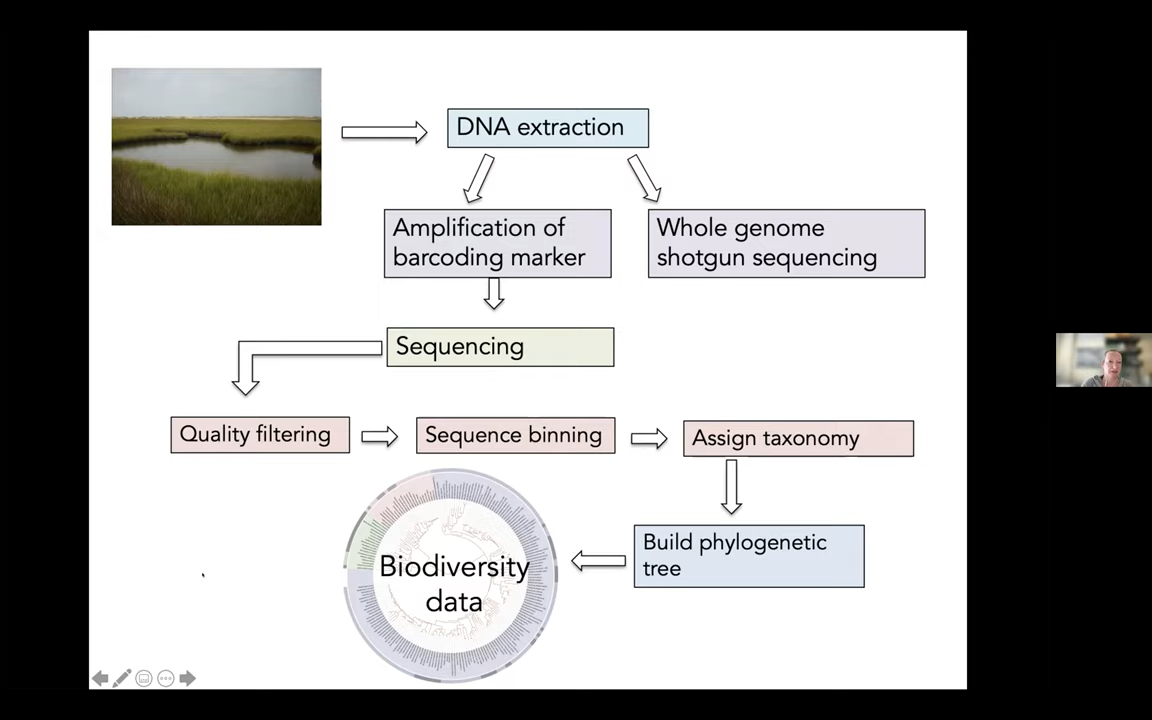 DNA extraction
Amplification of
barcoding marker
Whole genome
shotgun sequencing
Sequencing
Quality filtering
Sequence binning
Assign taxonomy
Build phylogenetic
tree
Biodiversity
data